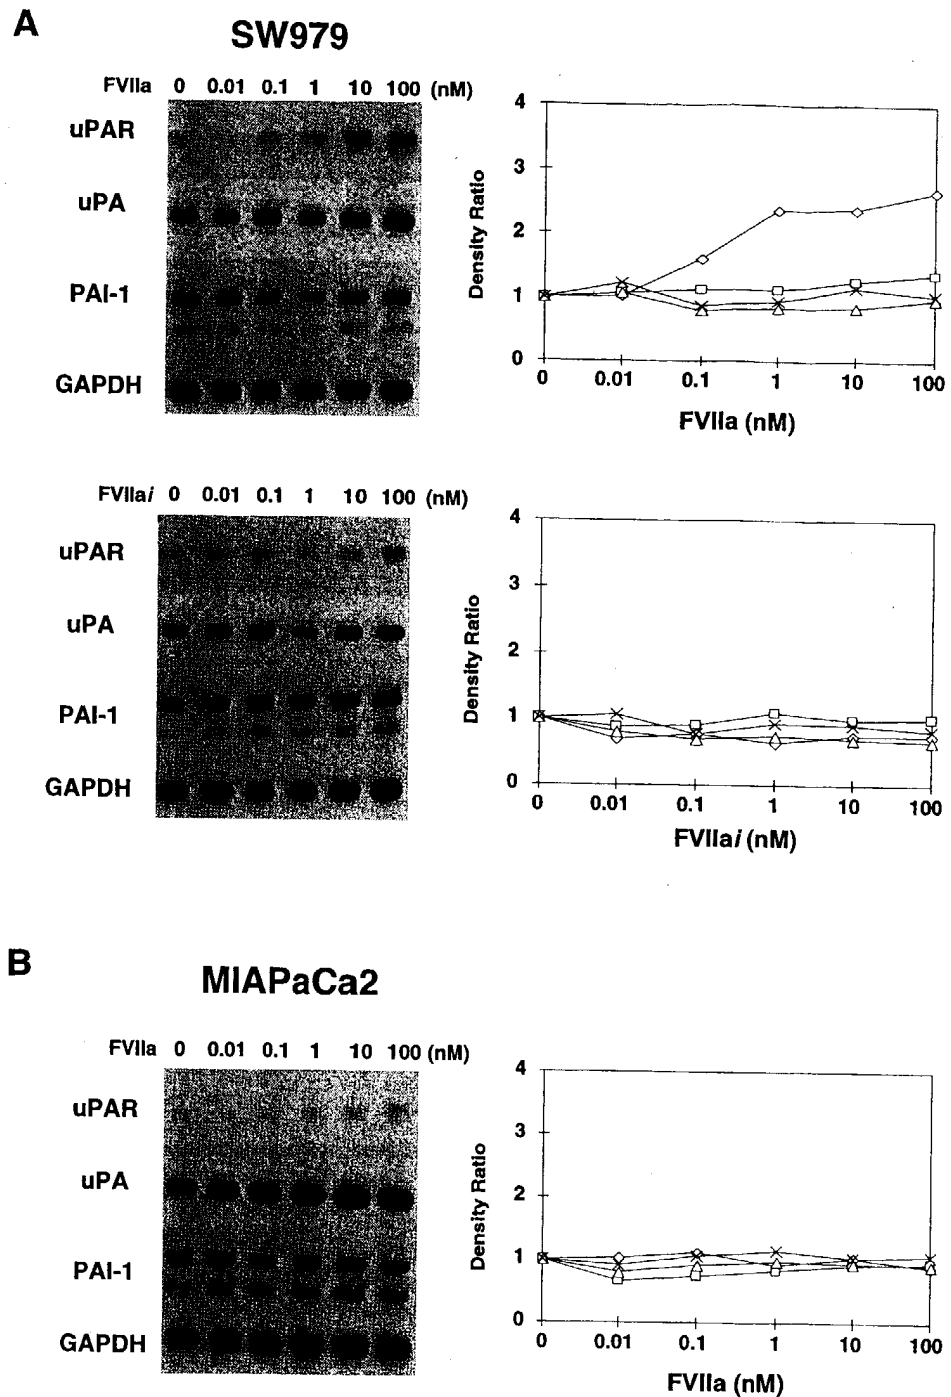 A
SW979
FVIIa 0 0.01 0.1 1 10 100 (nM)
uPAR
uPA
PAI-1
GAPDH
4
3
2
1
0
Density Ratio
0 0.01 0.1 1 10 100
FVIIa (nM)
FVIIai 0 0.01 0.1 1 10 100 (nM)
uPAR
uPA
PAI-1
GAPDH
4
3
2
1
0
Density Ratio
0 0.01 0.1 1 10 100
FVIIai (nM)
B
MIAPaCa2
FVIIa 0 0.01 0.1 1 10 100 (nM)
uPAR
uPA
PAI-1
GAPDH
4
3
2
1
0
Density Ratio
0 0.01 0.1 1 10 100
FVIIa (nM)